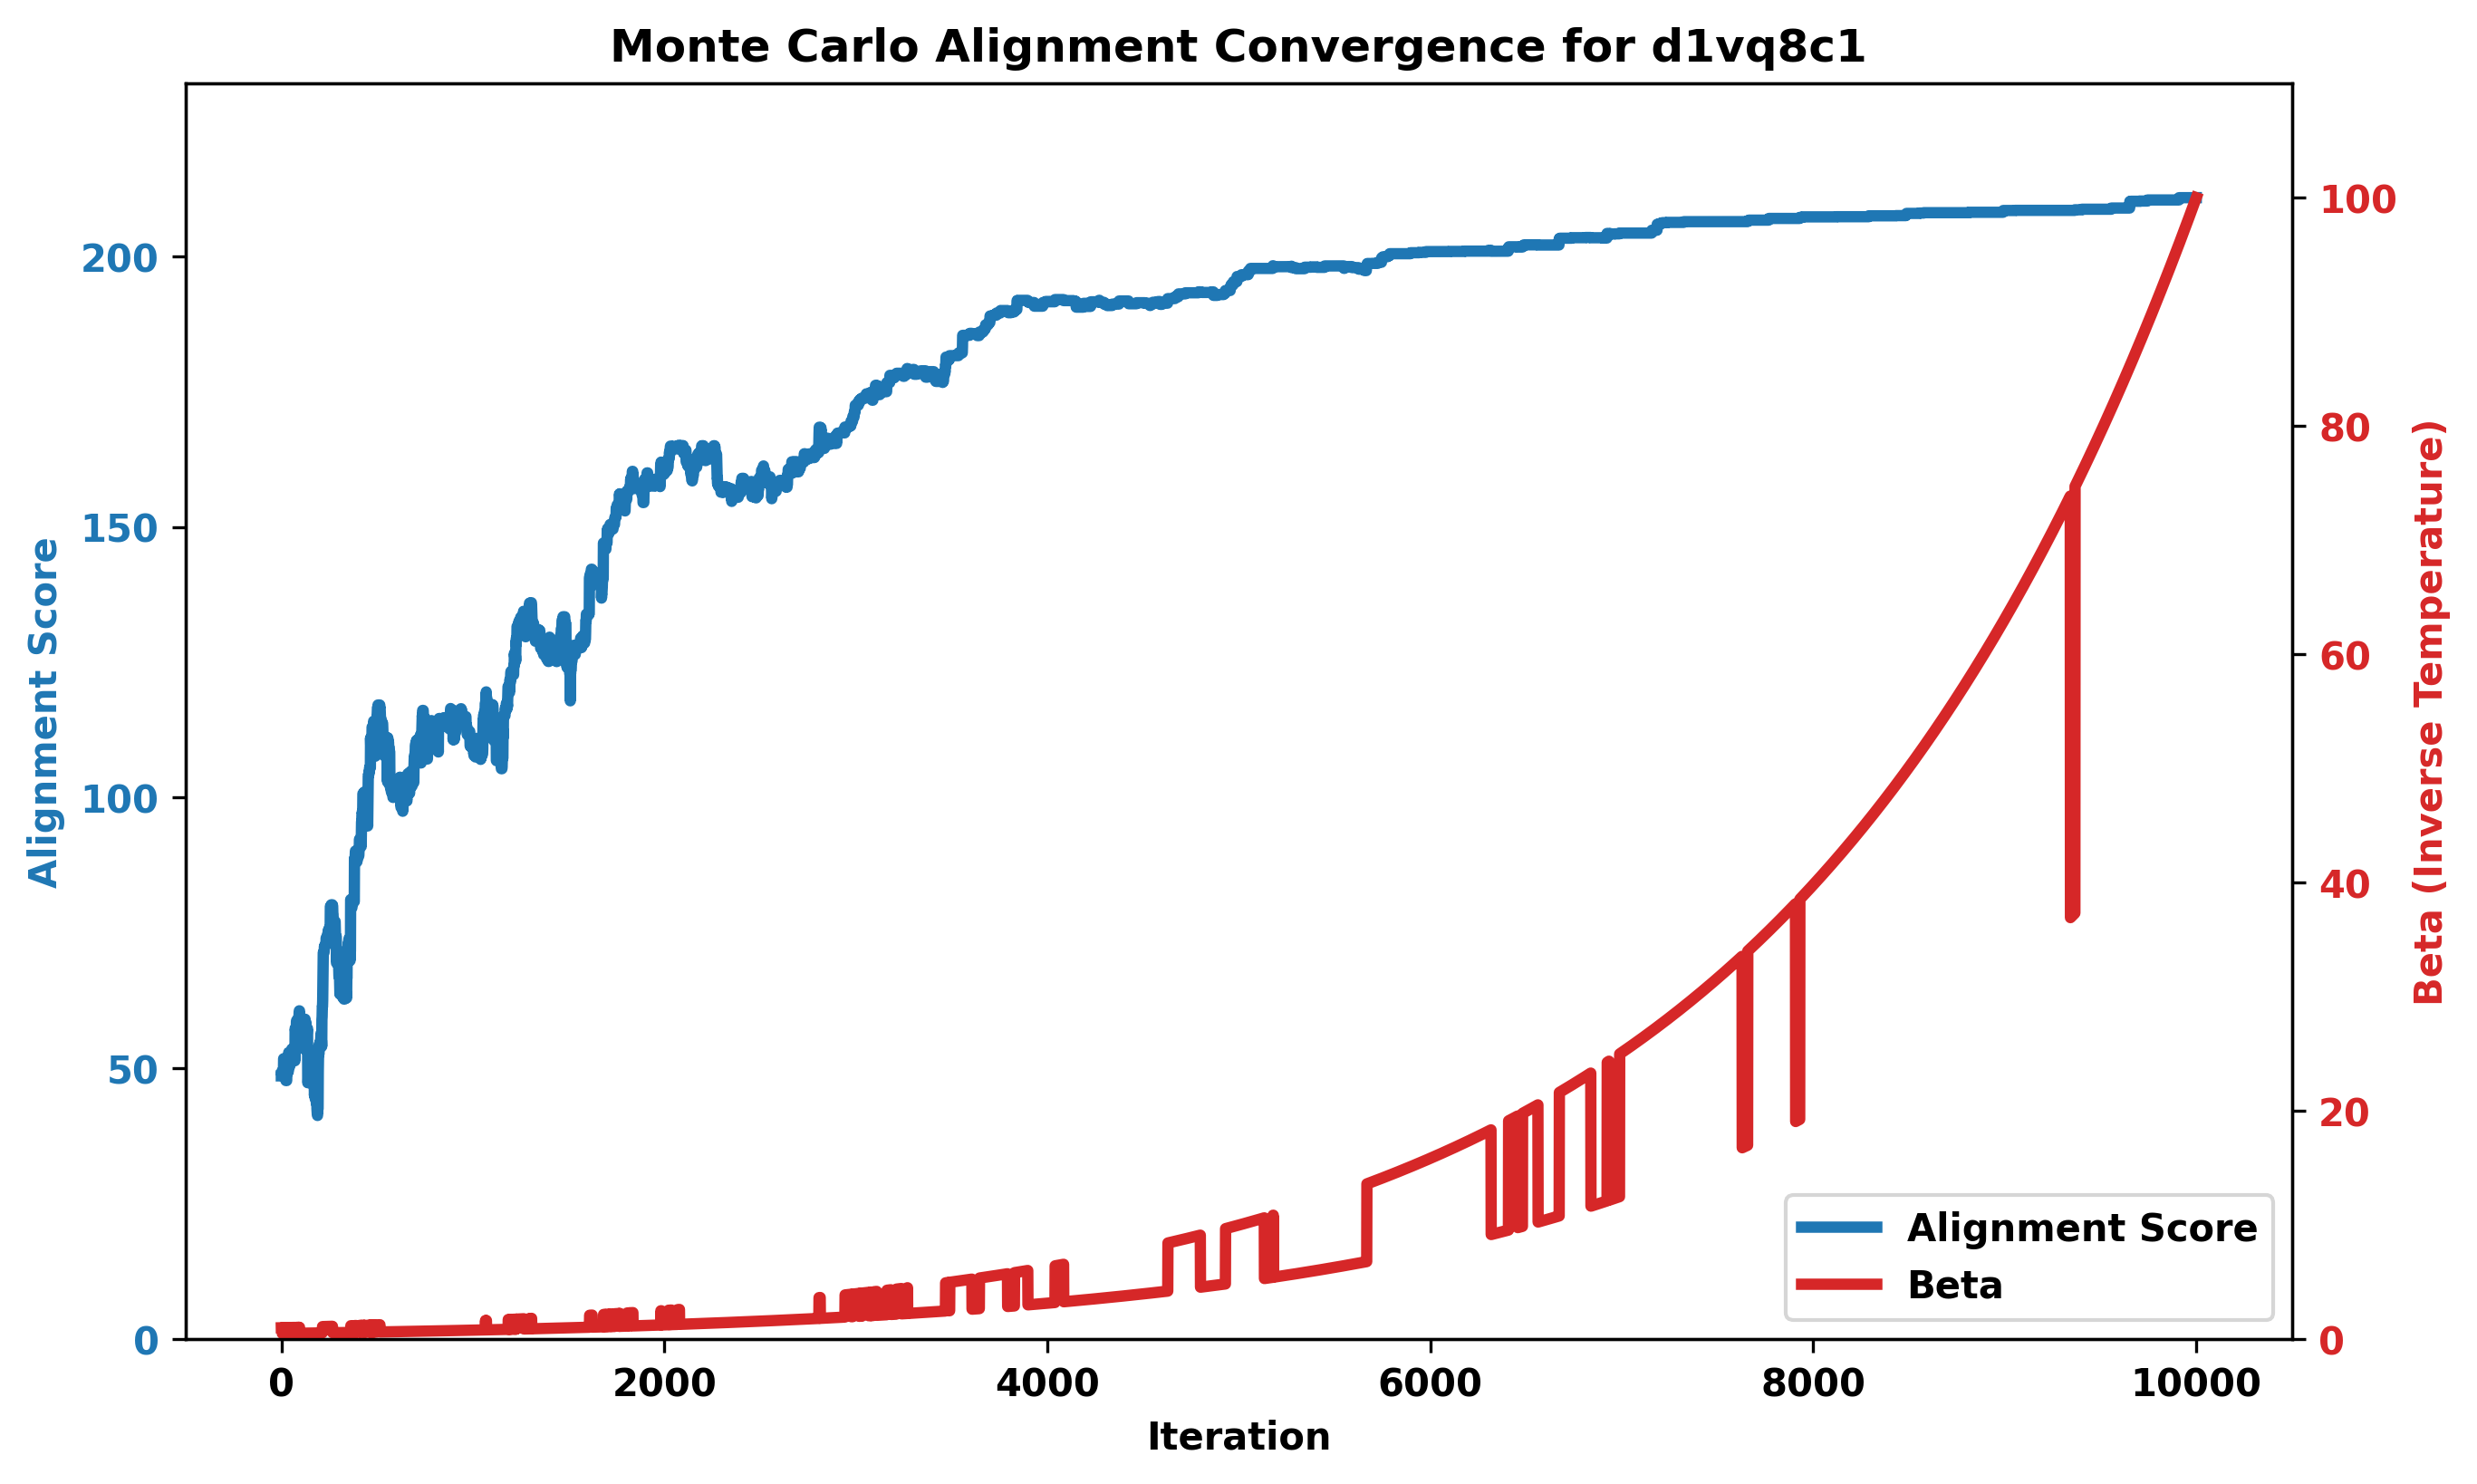 Monte Carlo Alignment Convergence for d1vq8c1
Alignment Score
200
150
100
50
0
100
80
60
40
20
0
Beta (Inverse Temperature)
Alignment Score
Beta
0 2000 4000 6000 8000 10000
Iteration